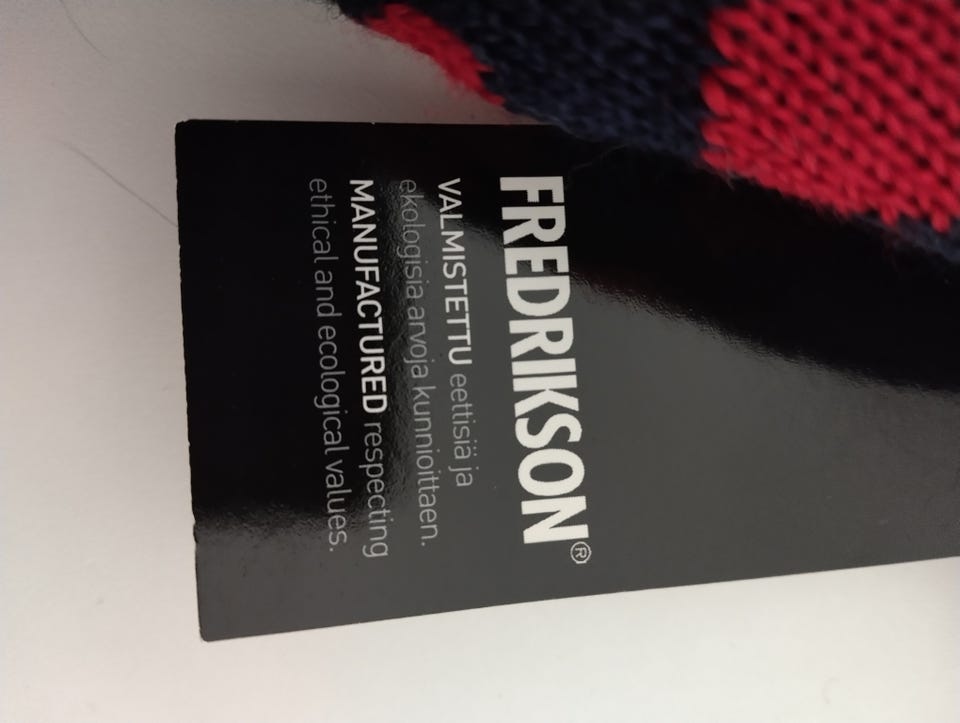 FREDRIKSON®
VALMISTETTU eettisiä ja
ekologisia arvoja kunnioittaen.
MANUFACTURED respecting
ethical and ecological values.